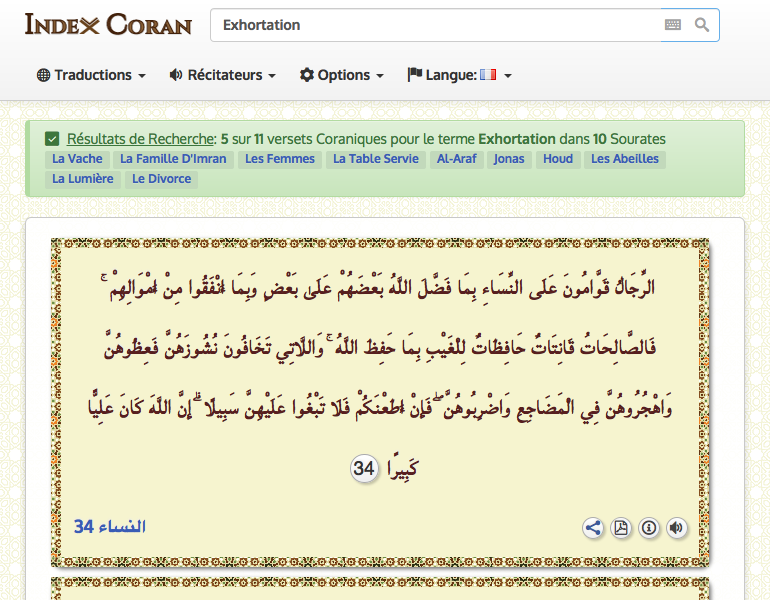 INDEX CORAN
Exhortation
Traductions Récitateurs Options Langue:
Résultats de Recherche: 5 sur 11 versets Coraniques pour le terme Exhortation dans 10 Sourates
La Vache La Famille D'Imran Les Femmes La Table Servie Al-Araf Jonas Houd Les Abeilles
La Lumière Le Divorce
الرِّجَالُ قَوَّامُونَ عَلَى النِّسَاءِ بِمَا فَضَّلَ اللَّهُ بَعْضَهُمْ عَلَىٰ بَعْضٍ وَبِمَا أَنْفَقُوا مِنْ أَمْوَالِهِمْ ۚ
فَالصَّالِحَاتُ قَانِتَاتٌ حَافِظَاتٌ لِلْغَيْبِ بِمَا حَفِظَ اللَّهُ ۚ وَاللَّاتِي تَخَافُونَ نُشُوزَهُنَّ فَعِظُوهُنَّ
وَاهْجُرُوهُنَّ فِي الْمَضَاجِعِ وَاضْرِبُوهُنَّ ۖ فَإِنْ أَطَعْنَكُمْ فَلَا تَبْغُوا عَلَيْهِنَّ سَبِيلًا ۗ إِنَّ اللَّهَ كَانَ عَلِيًّا
كَبِيرًا 34
النساء 34